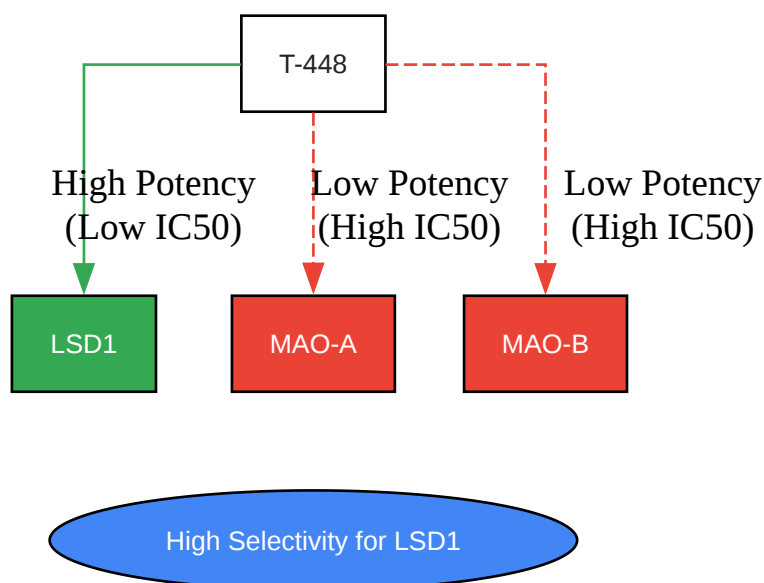 T-448
High Potency
(Low IC50)
Low Potency
(High IC50)
Low Potency
(High IC50)
LSD1
MAO-A
MAO-B
High Selectivity for LSD1